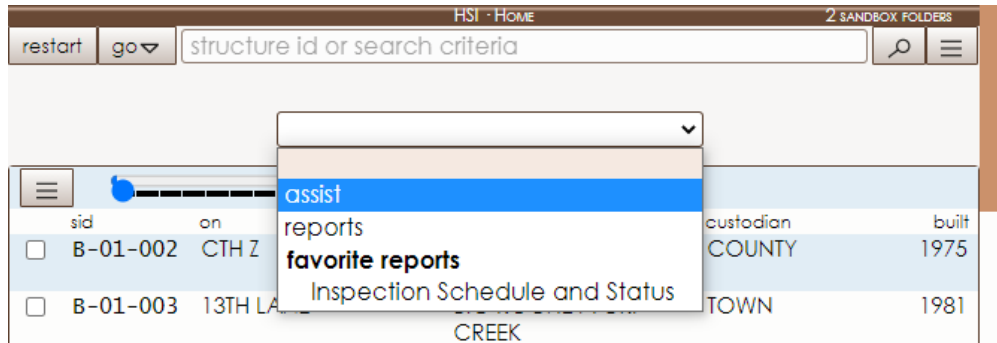 HSI · Home 2 sandbox folders
restart go structure id or search criteria
assist
reports
favorite reports
Inspection Schedule and Status
sid on custodian built
B-01-002 CTH Z COUNTY 1975
B-01-003 13TH TOWN 1981
CREEK